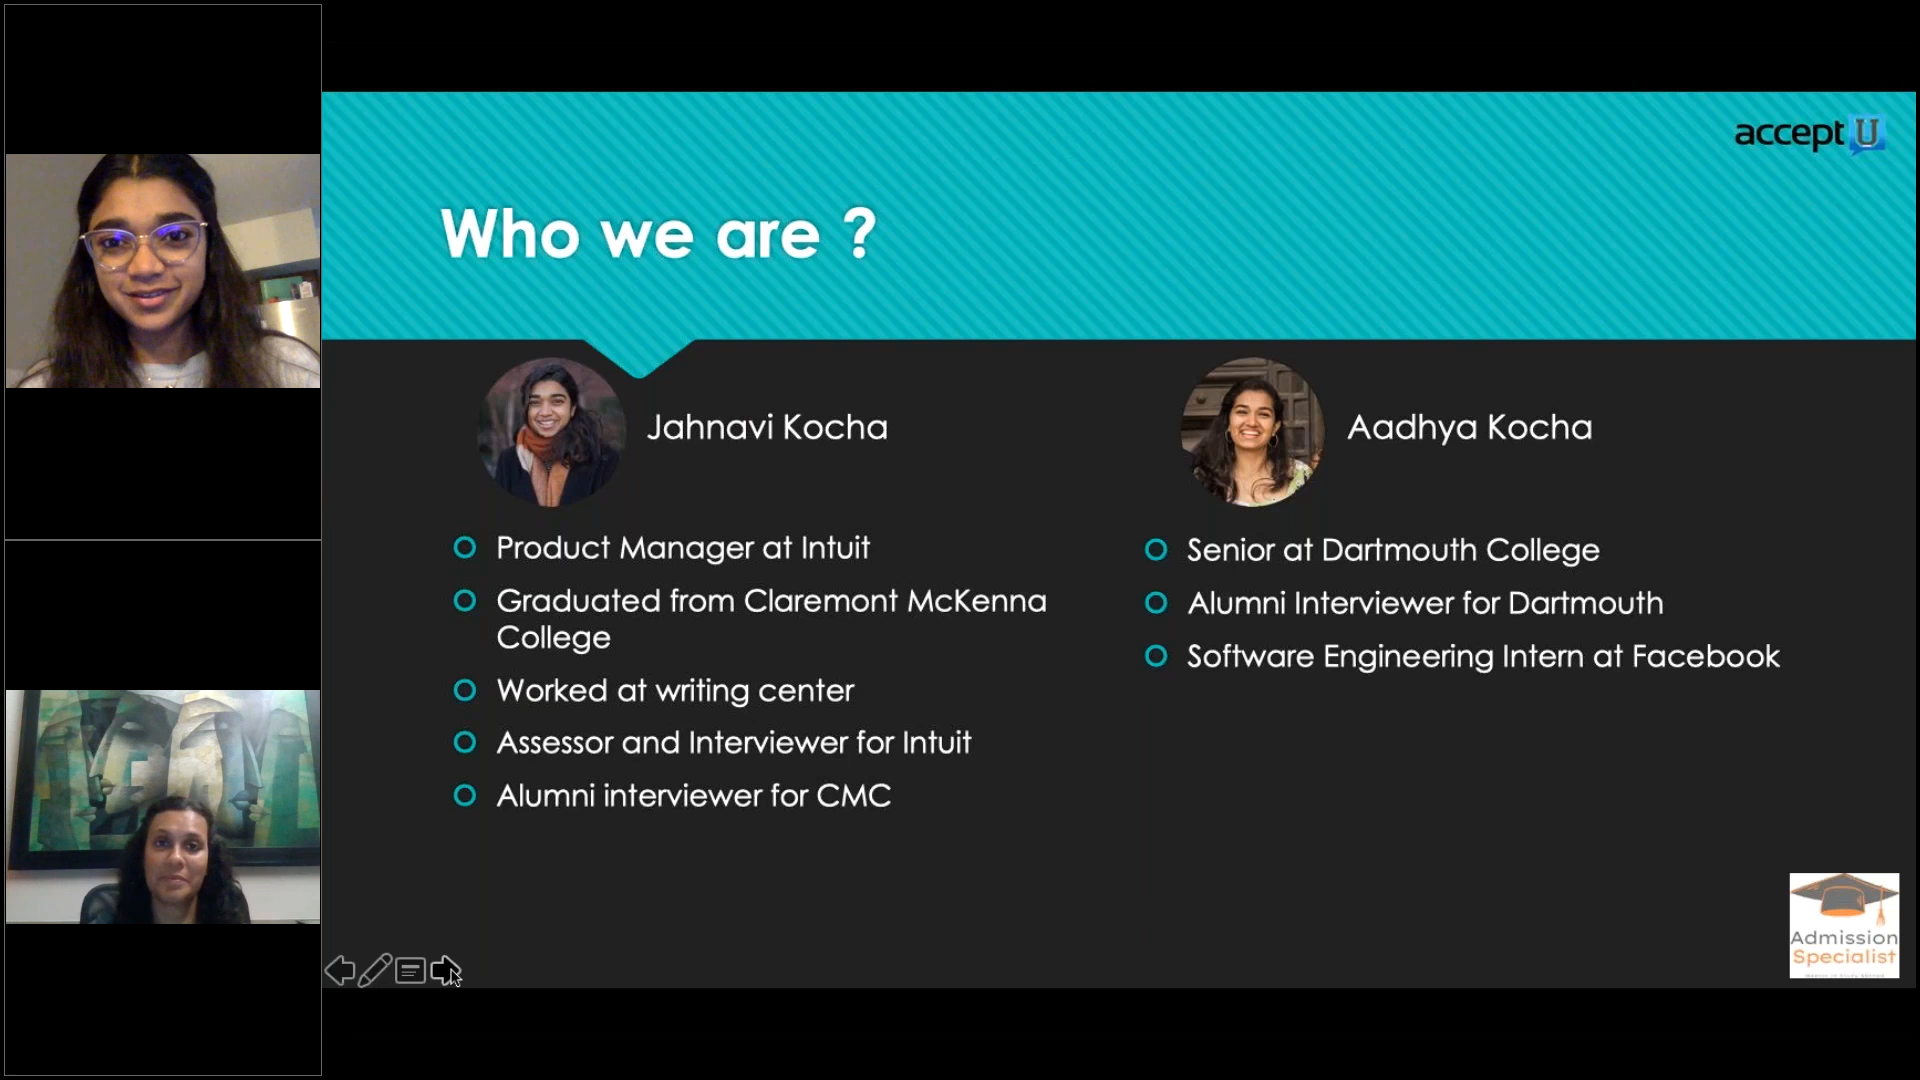 accept U
Who we are ?
Jahnavi Kocha
Product Manager at Intuit
Graduated from Claremont McKenna
College
Worked at writing center
Assessor and Interviewer for Intuit
Alumni interviewer for CMC
Aadhya Kocha
Senior at Dartmouth College
Alumni Interviewer for Dartmouth
Software Engineering Intern at Facebook
Admission
Specialist